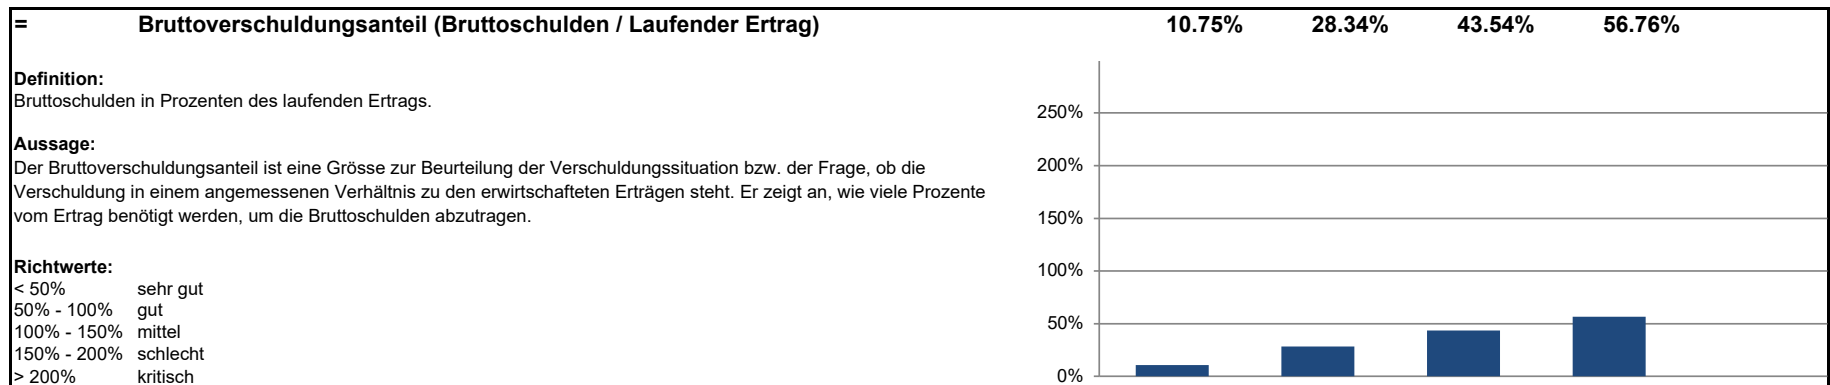 = Bruttoverschuldungsanteil (Bruttoschulden / Laufender Ertrag) 10.75% 28.34% 43.54% 56.76%
Definition:
Bruttoschulden in Prozenten des laufenden Ertrags.
Aussage:
Der Bruttoverschuldungsanteil ist eine Grösse zur Beurteilung der Verschuldungssituation bzw. der Frage, ob die
Verschuldung in einem angemessenen Verhältnis zu den erwirtschafteten Erträgen steht. Er zeigt an, wie viele Prozente
vom Ertrag benötigt werden, um die Bruttoschulden abzutragen.
Richtwerte:
< 50% sehr gut
50% - 100% gut
100% - 150% mittel
150% - 200% schlecht
> 200% kritisch
250%
200%
150%
100%
50%
0%